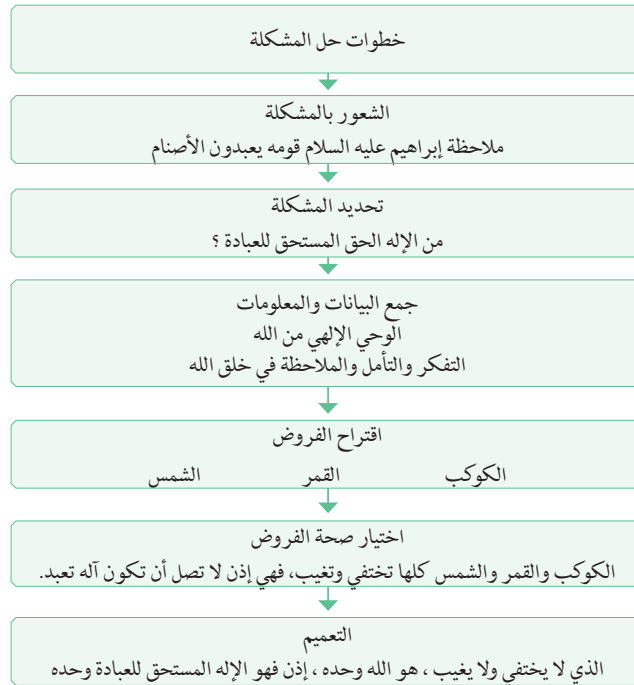 خطوات حل المشكلة
الشعور بالمشكلة
ملاحظة إبراهيم عليه السلام قومه يعبدون الأصنام
تحديد المشكلة
من الإله الحق المستحق للعبادة ؟
جمع البيانات والمعلومات
الوحي الإلهي من الله
التفكر والتأمل والملاحظة في خلق الله
اقتراح الفروض
الكوكب القمر الشمس
اختيار صحة الفروض
الكوكب والقمر والشمس كلها تختفي وتغيب، فهي إذن لا تصل أن تكون آله تعبد.
التعميم
الذي لا يختفي ولا يغيب ، هو الله وحده ، إذن فهو الإله المستحق للعبادة وحده